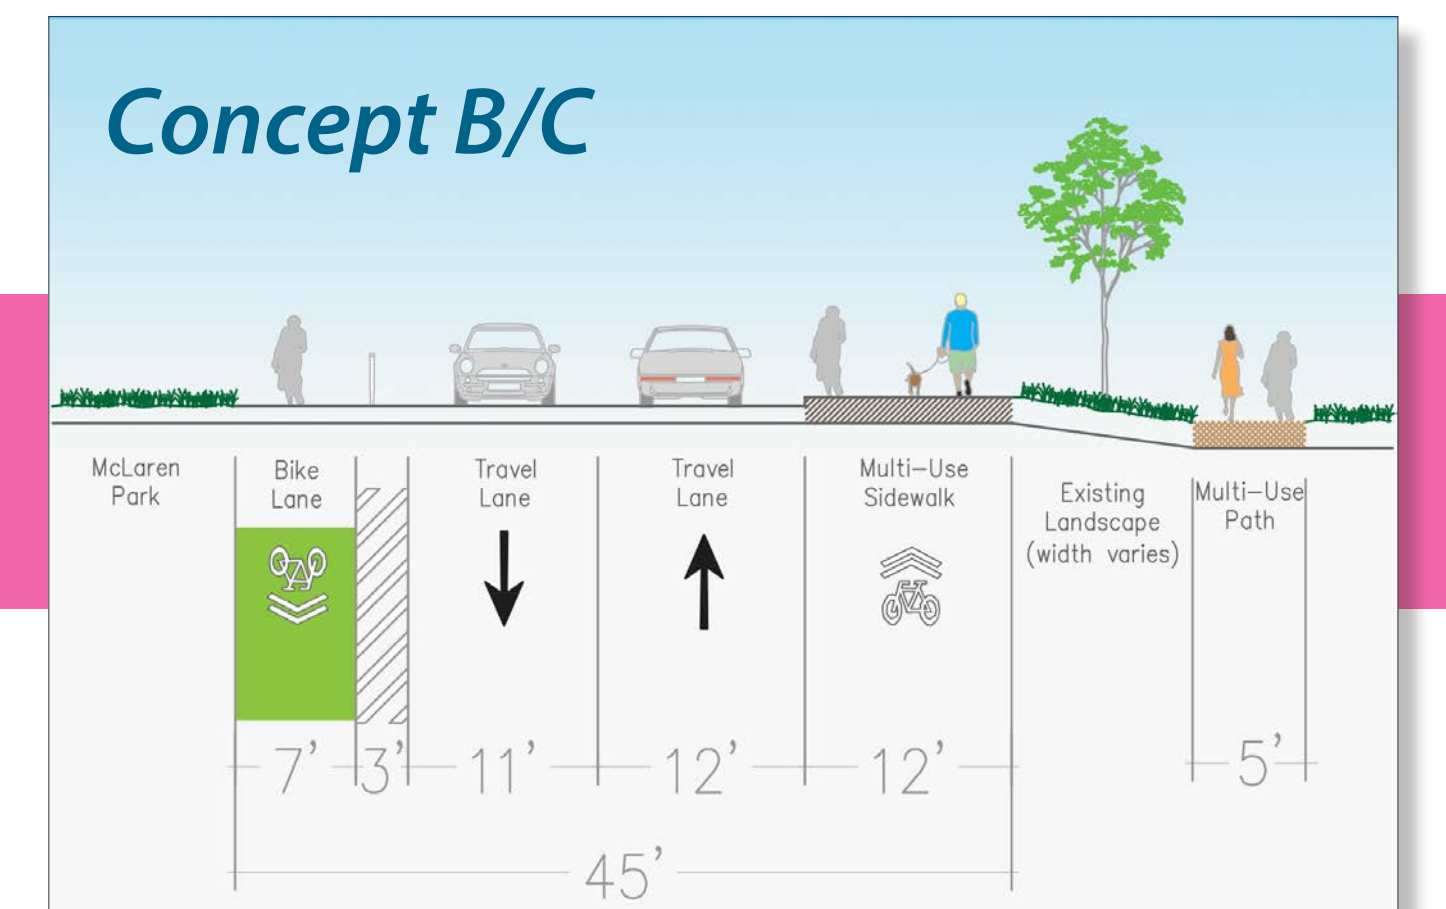 Concept B/C
McLaren
Park
Bike
Lane
Travel
Lane
Travel
Lane
Multi-Use
Sidewalk
Existing
Landscape
(width varies)
Multi-Use
Path
7'
3'
11'
12'
12'
5'
45'